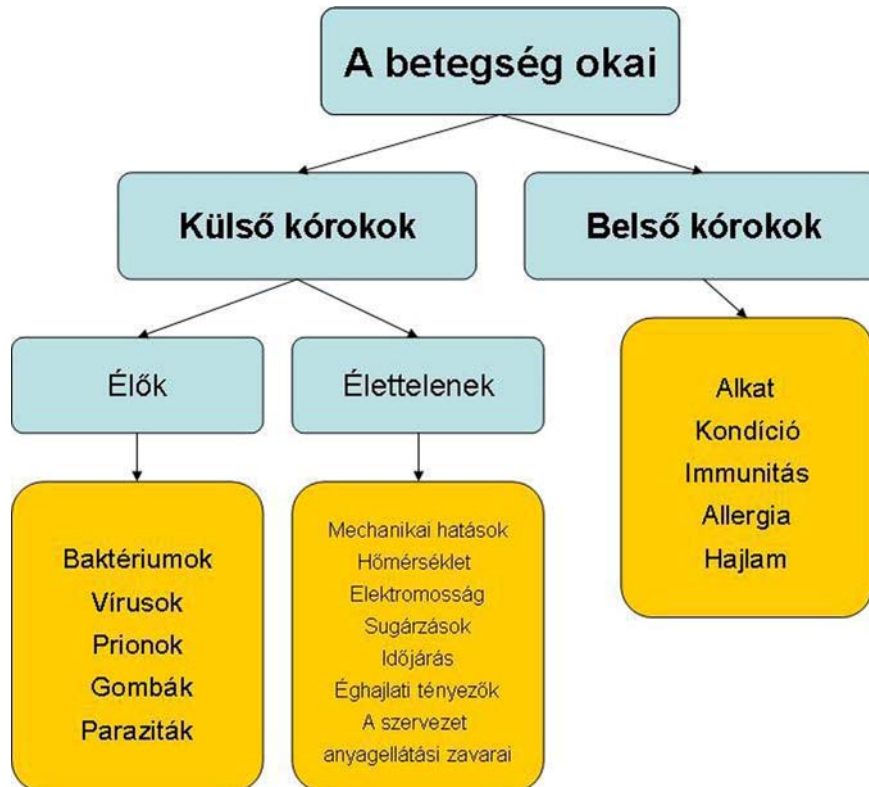 A betegség okai
Külső kórokok
Belső kórokok
Élők
Élettelenek
Alkat
Kondíció
Immunitás
Allergia
Hajlam
Baktériumok
Vírusok
Prionok
Gombák
Paraziták
Mechanikai hatások
Hőmérséklet
Elektromosság
Sugárzások
Időjárás
Éghajlati tényezők
A szervezet
anyagellátási zavarai